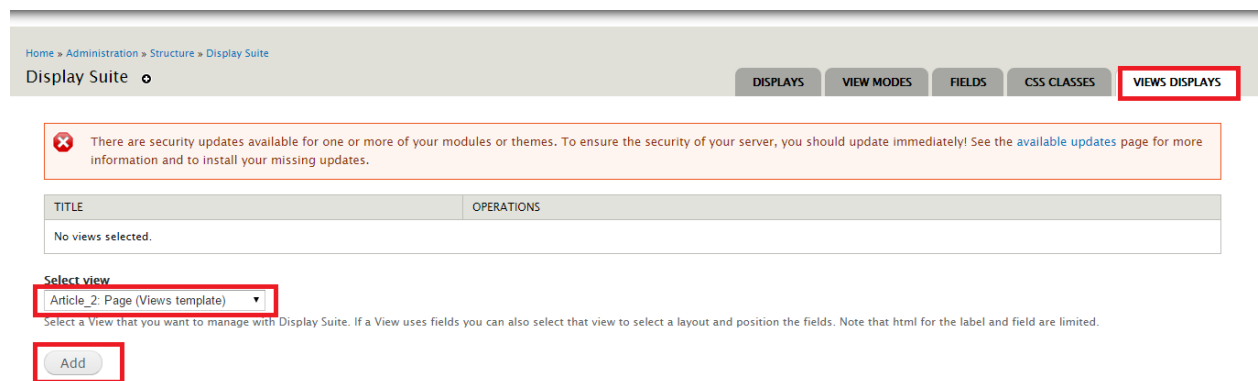 Home » Administration » Structure » Display Suite
Display Suite
DISPLAYS VIEW MODES FIELDS CSS CLASSES VIEWS DISPLAYS
There are security updates available for one or more of your modules or themes. To ensure the security of your server, you should update immediately! See the available updates page for more
information and to install your missing updates.
TITLE OPERATIONS
No views selected.
Select view
Article_2: Page (Views template)
Select a View that you want to manage with Display Suite. If a View uses fields you can also select that view to select a layout and position the fields. Note that html for the label and field are limited.
Add